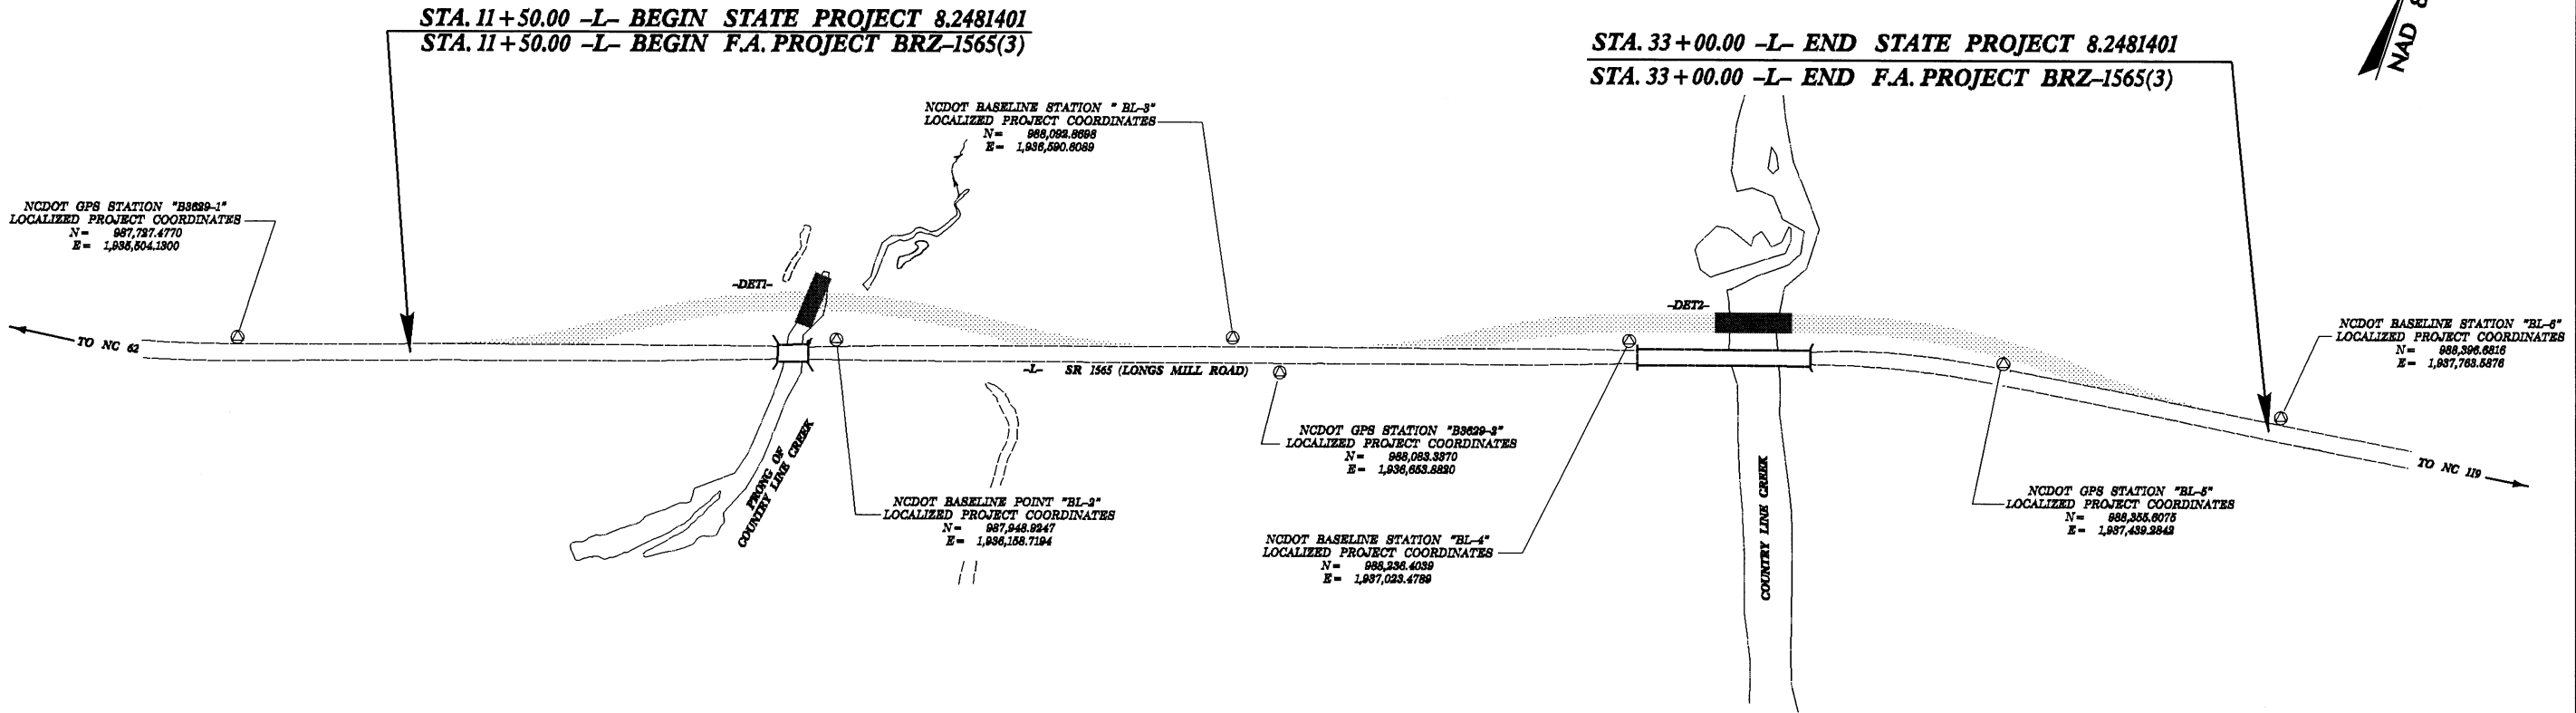 STA. 11+50.00 -L- BEGIN STATE PROJECT 8.2481401
STA. 11+50.00 -L- BEGIN F.A. PROJECT BRZ-1565(3)
STA. 33+00.00 -L- END STATE PROJECT 8.2481401
STA. 33+00.00 -L- END F.A. PROJECT BRZ-1565(3)
NAD 8
NCDOT BASELINE STATION " BL-3"
LOCALIZED PROJECT COORDINATES
N= 988,092.8698
E= 1,936,590.6089
NCDOT GPS STATION "B3629-1"
LOCALIZED PROJECT COORDINATES
N= 987,727.4770
E= 1,935,504.1300
-DET1-
-DET2-
TO NC 62
-L- SR 1565 (LONGS MILL ROAD)
NCDOT BASELINE STATION "BL-6"
LOCALIZED PROJECT COORDINATES
N= 988,396.6816
E= 1,937,763.5876
PRONG OF
COUNTRY LINE CREEK
NCDOT GPS STATION "B3629-2"
LOCALIZED PROJECT COORDINATES
N= 988,083.3370
E= 1,936,653.8820
COUNTRY LINE CREEK
TO NC 119
NCDOT BASELINE POINT "BL-2"
LOCALIZED PROJECT COORDINATES
N= 987,948.9247
E= 1,936,158.7194
NCDOT GPS STATION "BL-5"
LOCALIZED PROJECT COORDINATES
N= 988,355.6075
E= 1,937,439.2842
NCDOT BASELINE STATION "BL-4"
LOCALIZED PROJECT COORDINATES
N= 988,236.4039
E= 1,937,023.4789